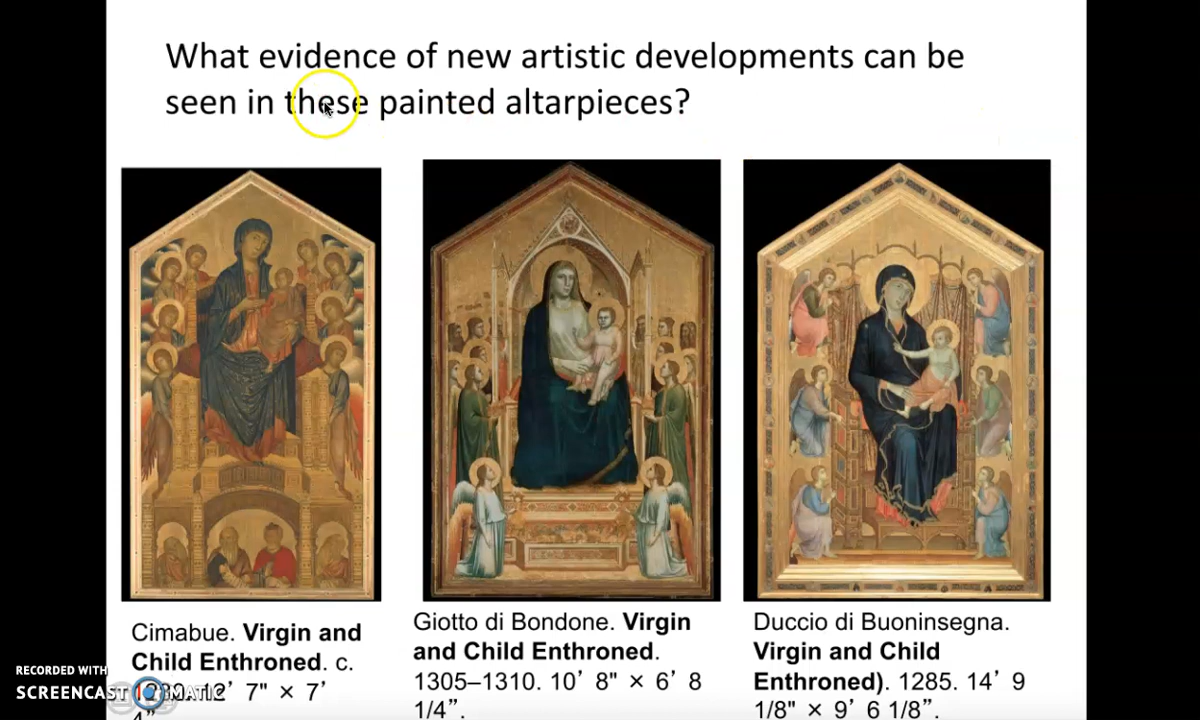 What evidence of new artistic developments can be
seen in these painted altarpieces?
Cimabue. Virgin and
Child Enthroned. c.
12' 7" × 7'
4".
Giotto di Bondone. Virgin
and Child Enthroned.
1305–1310. 10' 8" × 6' 8
1/4".
Duccio di Buoninsegna.
Virgin and Child
Enthroned). 1285. 14' 9
1/8" × 9' 6 1/8".
RECORDED WITH
SCREENCAST MATIC